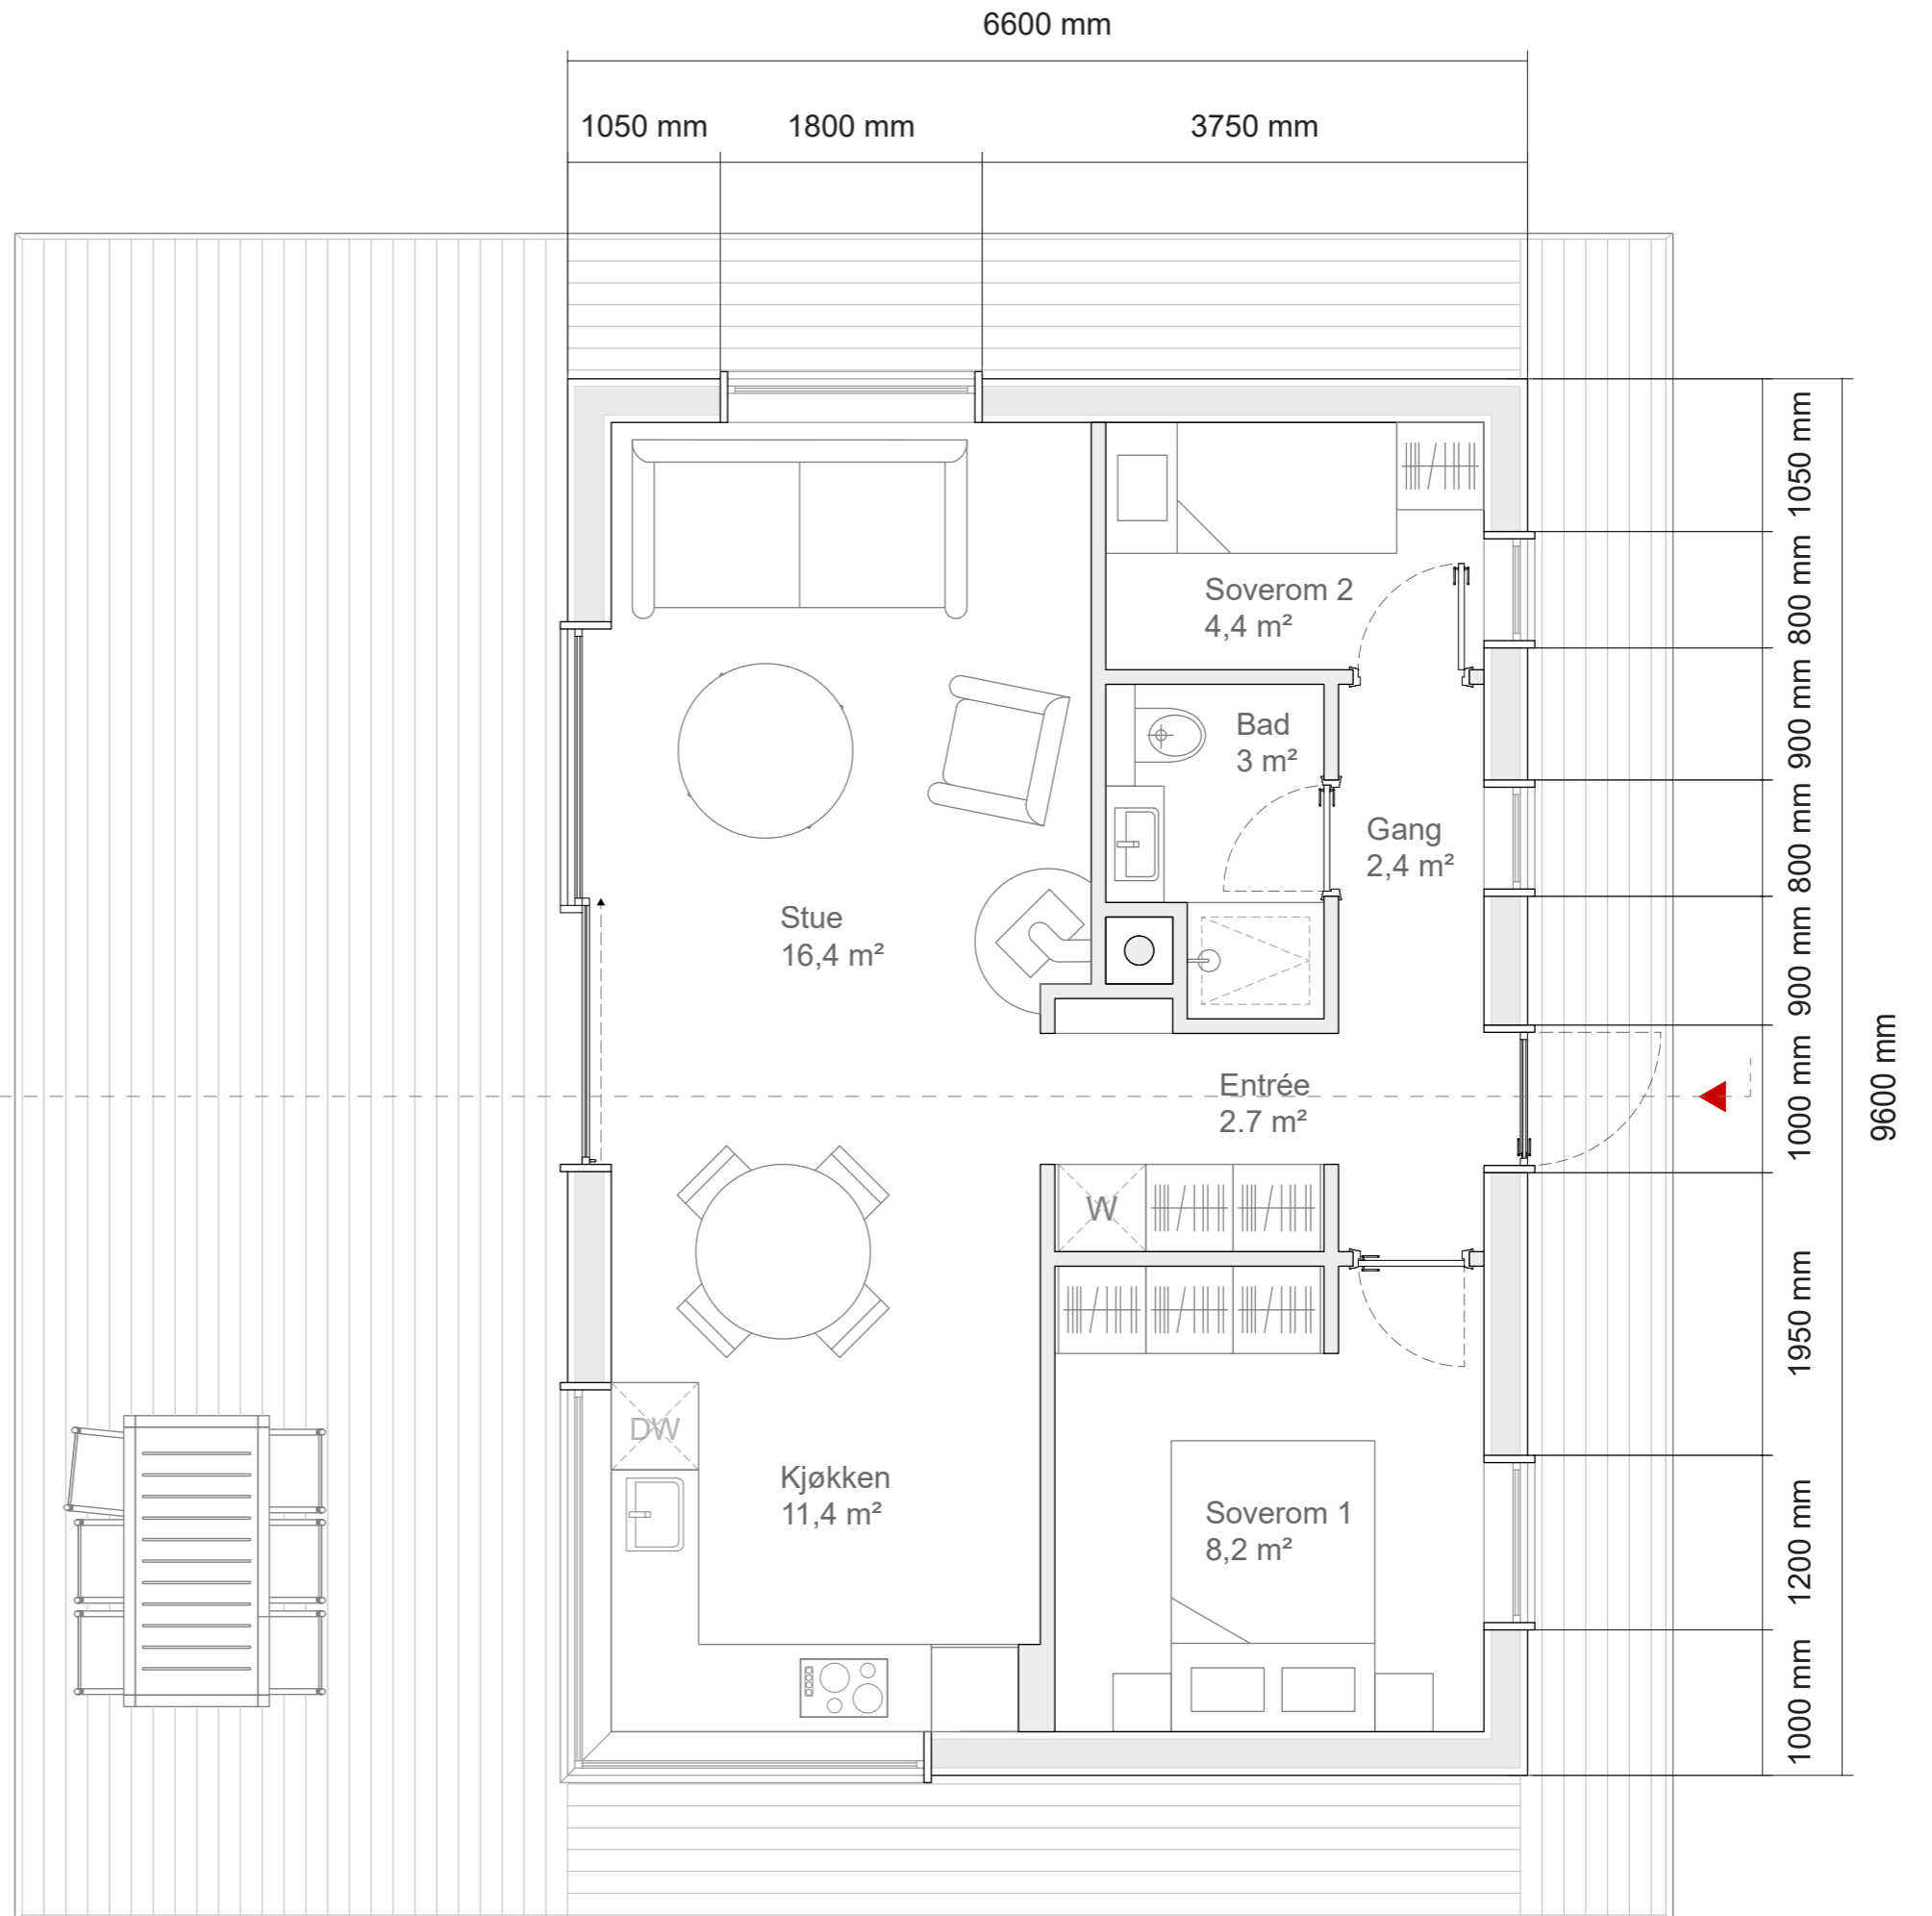 6600 mm
1050 mm
1800 mm
3750 mm
1050 mm
800 mm
900 mm
800 mm
900 mm
1000 mm
1950 mm
1200 mm
1000 mm
9600 mm
Soverom 2
4,4 m²
Bad
3 m²
Gang
2,4 m²
Stue
16,4 m²
Entrée
2.7 m²
W
DW
Kjøkken
11,4 m²
Soverom 1
8,2 m²